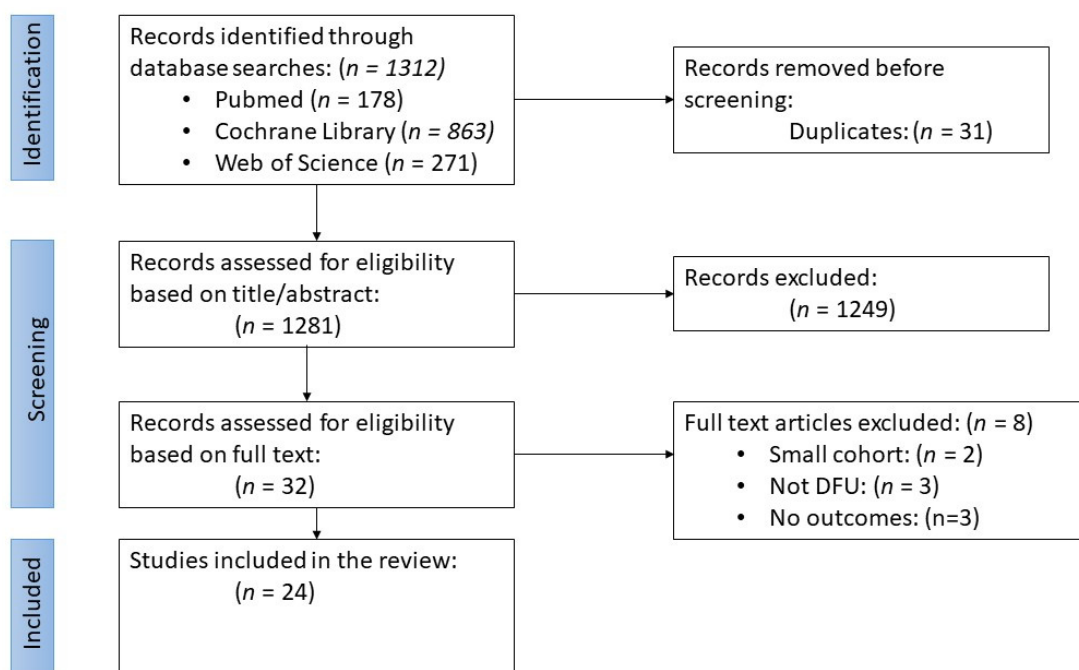 Identification
Records identified through
database searches: (n = 1312)
• Pubmed (n = 178)
• Cochrane Library (n = 863)
• Web of Science (n = 271)
Records removed before
screening:
Duplicates: (n = 31)
Screening
Records assessed for eligibility
based on title/abstract:
(n = 1281)
Records excluded:
(n = 1249)
Records assessed for eligibility
based on full text:
(n = 32)
Full text articles excluded: (n = 8)
• Small cohort: (n = 2)
• Not DFU: (n = 3)
• No outcomes: (n=3)
Included
Studies included in the review:
(n = 24)